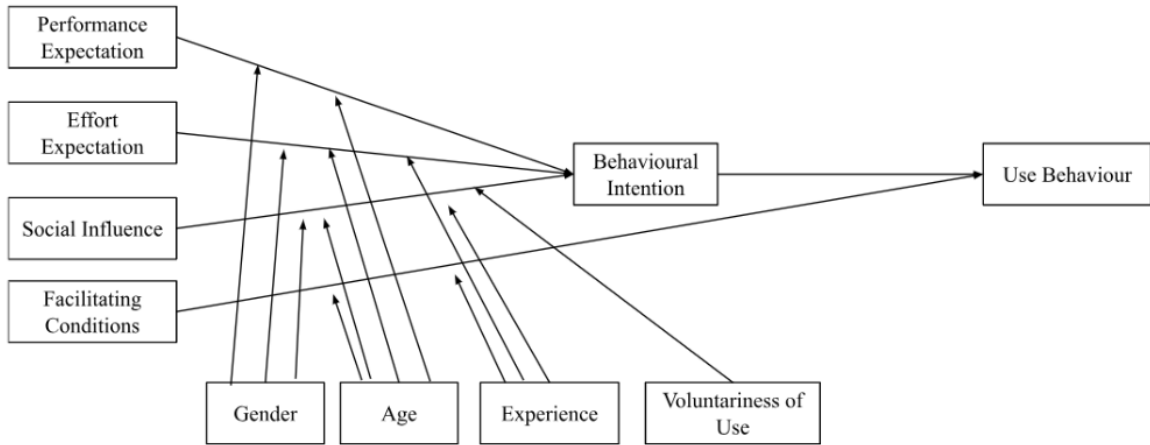 Performance
Expectation
Effort
Expectation
Behavioural
Intention
Use Behaviour
Social Influence
Facilitating
Conditions
Gender
Age
Experience
Voluntariness of
Use